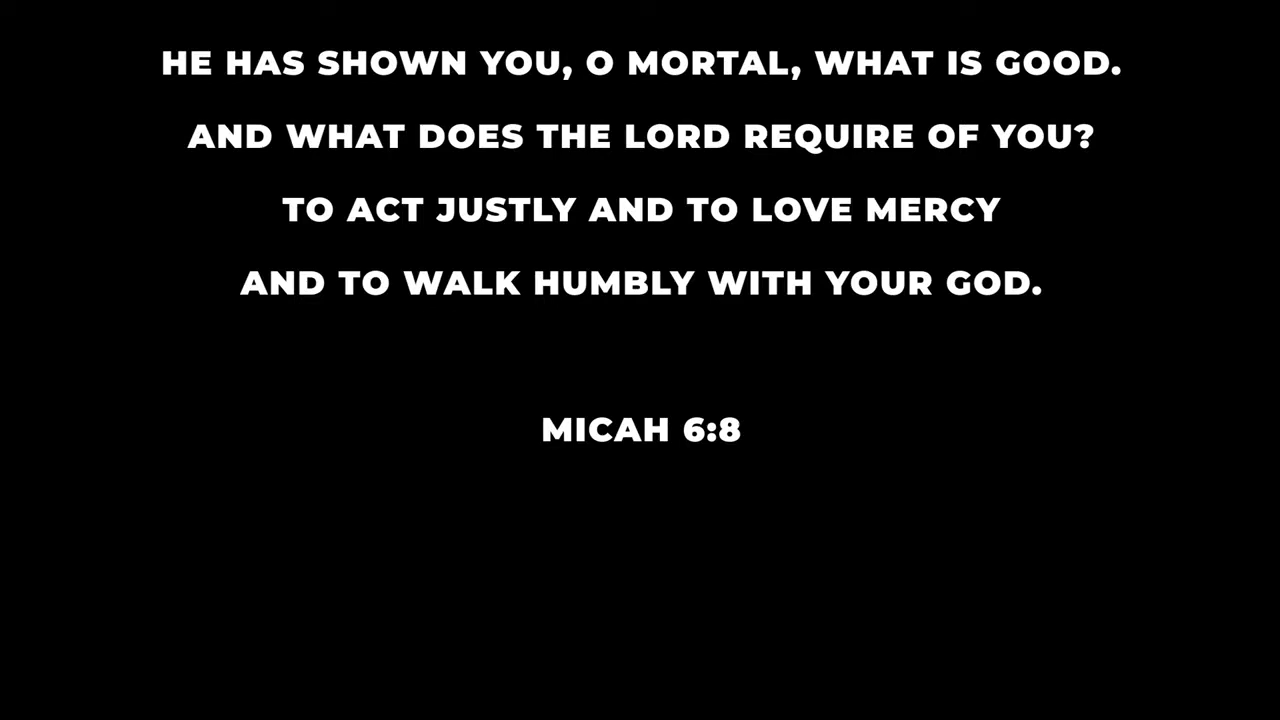 HE HAS SHOWN YOU, O MORTAL, WHAT IS GOOD.
AND WHAT DOES THE LORD REQUIRE OF YOU?
TO ACT JUSTLY AND TO LOVE MERCY
AND TO WALK HUMBLY WITH YOUR GOD.
MICAH 6:8